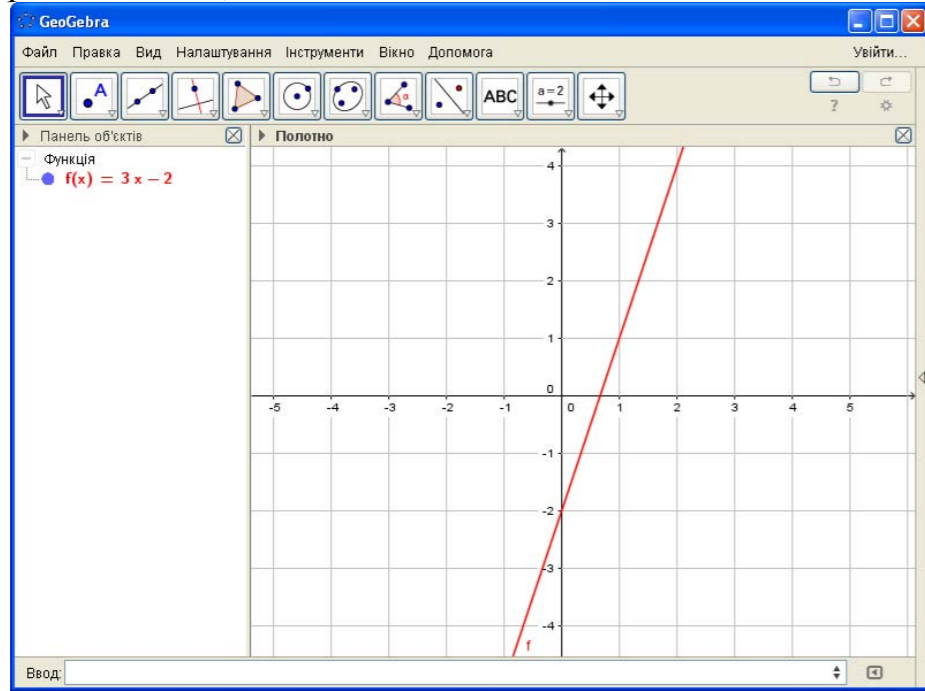 GeoGebra
Файл Правка Вид Налаштування Інструменти Вікно Допомога Увійти...
A α ABC a=2 ?
Панель об'єктів Полотно
Функція
f(x) = 3 x – 2
4
3
2
1
0
-5 -4 -3 -2 -1 0 1 2 3 4 5
-1
-2
-3
-4
f
Ввод: